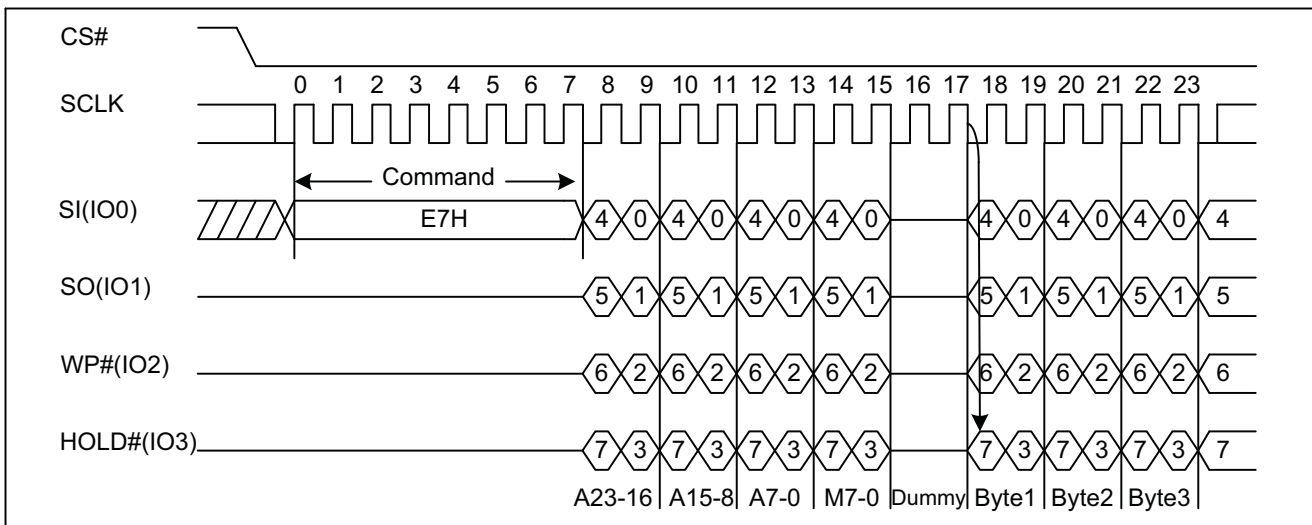 CS#
0 1 2 3 4 5 6 7 8 9 10 11 12 13 14 15 16 17 18 19 20 21 22 23
SCLK
Command
SI(IO0) E7H 4 0 4 0 4 0 4 0 4 0 4 0 4 0 4
SO(IO1) 5 1 5 1 5 1 5 1 5 1 5 1 5 1 5
WP#(IO2) 6 2 6 2 6 2 6 2 6 2 6 2 6 2 6
HOLD#(IO3) 7 3 7 3 7 3 7 3 7 3 7 3 7 3 7
A23-16 A15-8 A7-0 M7-0 Dummy Byte1 Byte2 Byte3